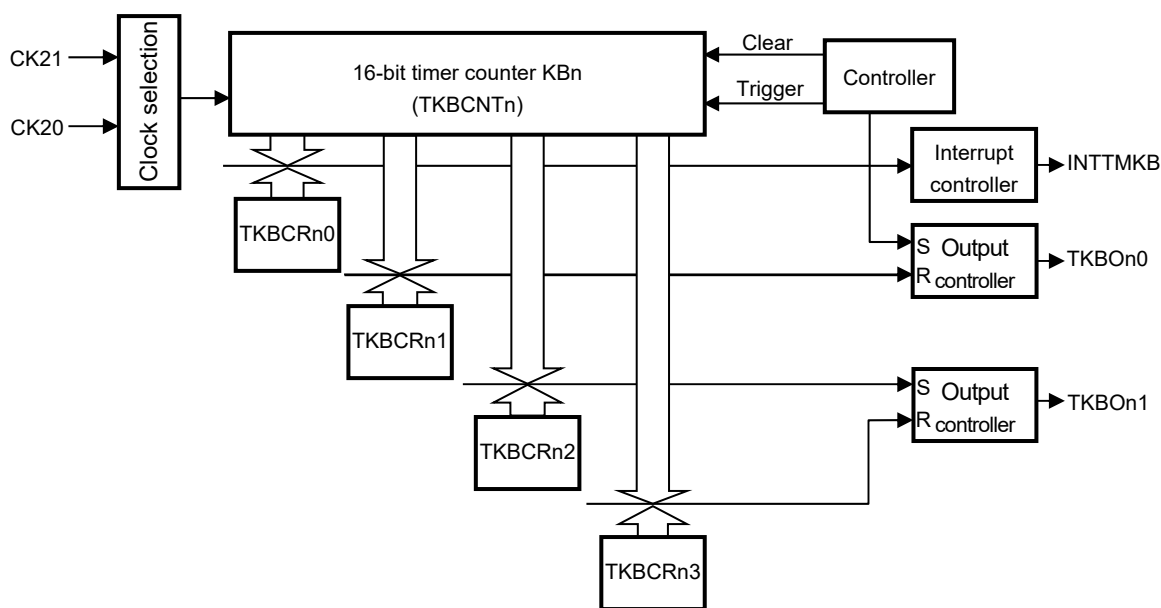 CK21
CK20
Clock selection
16-bit timer counter KBn
(TKBCNTn)
Clear
Trigger
Controller
Interrupt
controller
INTTMKB
TKBCRn0
S Output
R controller
TKBOn0
TKBCRn1
S Output
R controller
TKBOn1
TKBCRn2
TKBCRn3